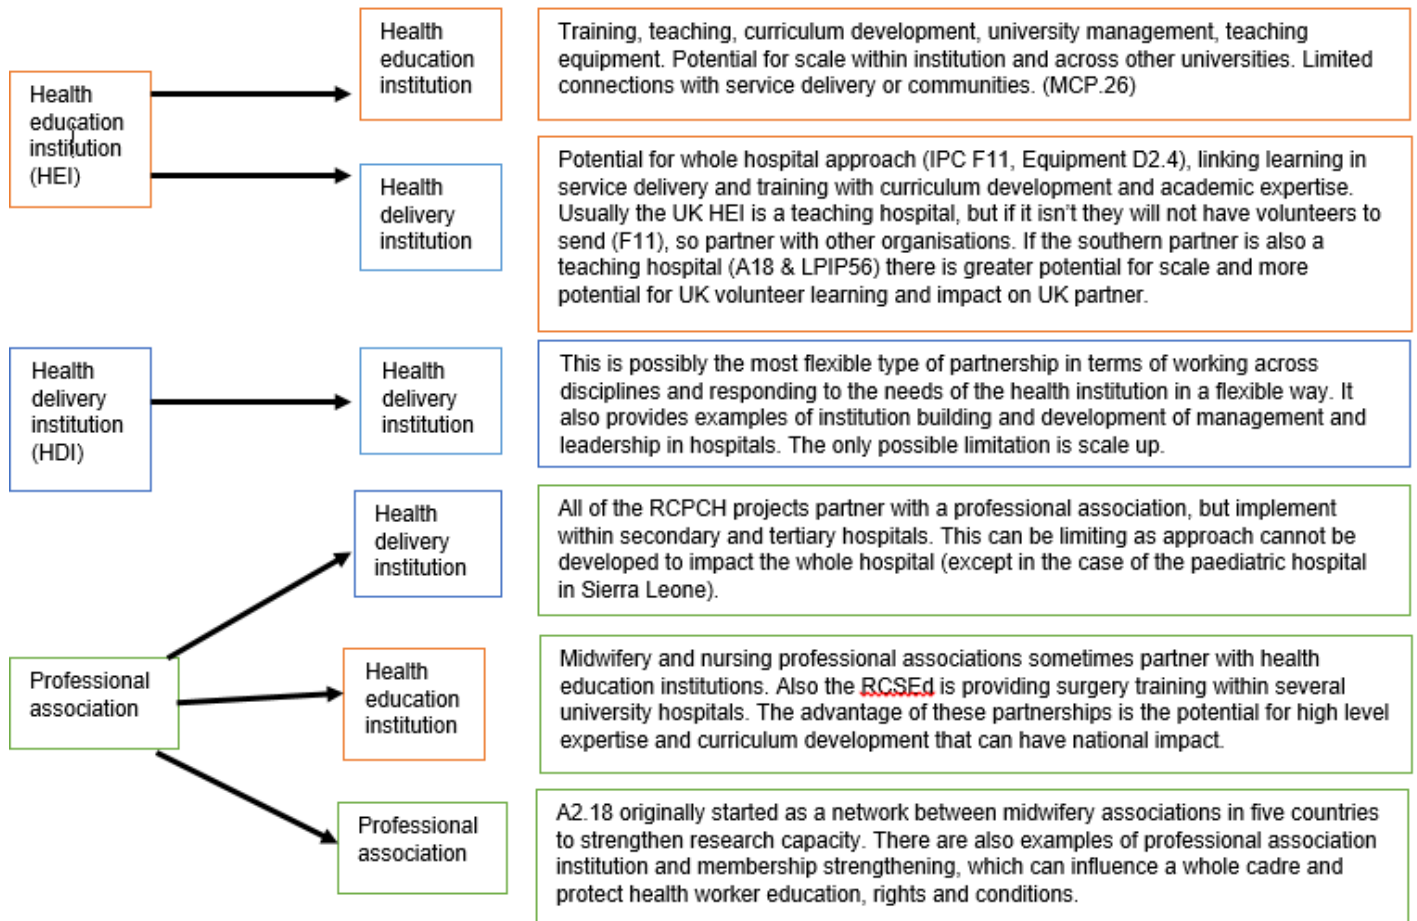 Health
education
institution
(HEI)
Health
education
institution
Training, teaching, curriculum development, university management, teaching
equipment. Potential for scale within institution and across other universities. Limited
connections with service delivery or communities. (MCP.26)
Health
delivery
institution
Potential for whole hospital approach (IPC F11, Equipment D2.4), linking learning in
service delivery and training with curriculum development and academic expertise.
Usually the UK HEI is a teaching hospital, but if it isn't they will not have volunteers to
send (F11), so partner with other organisations. If the southern partner is also a
teaching hospital (A18 & LPIP56) there is greater potential for scale and more
potential for UK volunteer learning and impact on UK partner.
Health
delivery
institution
(HDI)
Health
delivery
institution
This is possibly the most flexible type of partnership in terms of working across
disciplines and responding to the needs of the health institution in a flexible way. It
also provides examples of institution building and development of management and
leadership in hospitals. The only possible limitation is scale up.
Professional
association
Health
delivery
institution
All of the RCPCH projects partner with a professional association, but implement
within secondary and tertiary hospitals. This can be limiting as approach cannot be
developed to impact the whole hospital (except in the case of the paediatric hospital
in Sierra Leone).
Health
education
institution
Midwifery and nursing professional associations sometimes partner with health
education institutions. Also the RCSEd is providing surgery training within several
university hospitals. The advantage of these partnerships is the potential for high level
expertise and curriculum development that can have national impact.
Professional
association
A2.18 originally started as a network between midwifery associations in five countries
to strengthen research capacity. There are also examples of professional association
institution and membership strengthening, which can influence a whole cadre and
protect health worker education, rights and conditions.